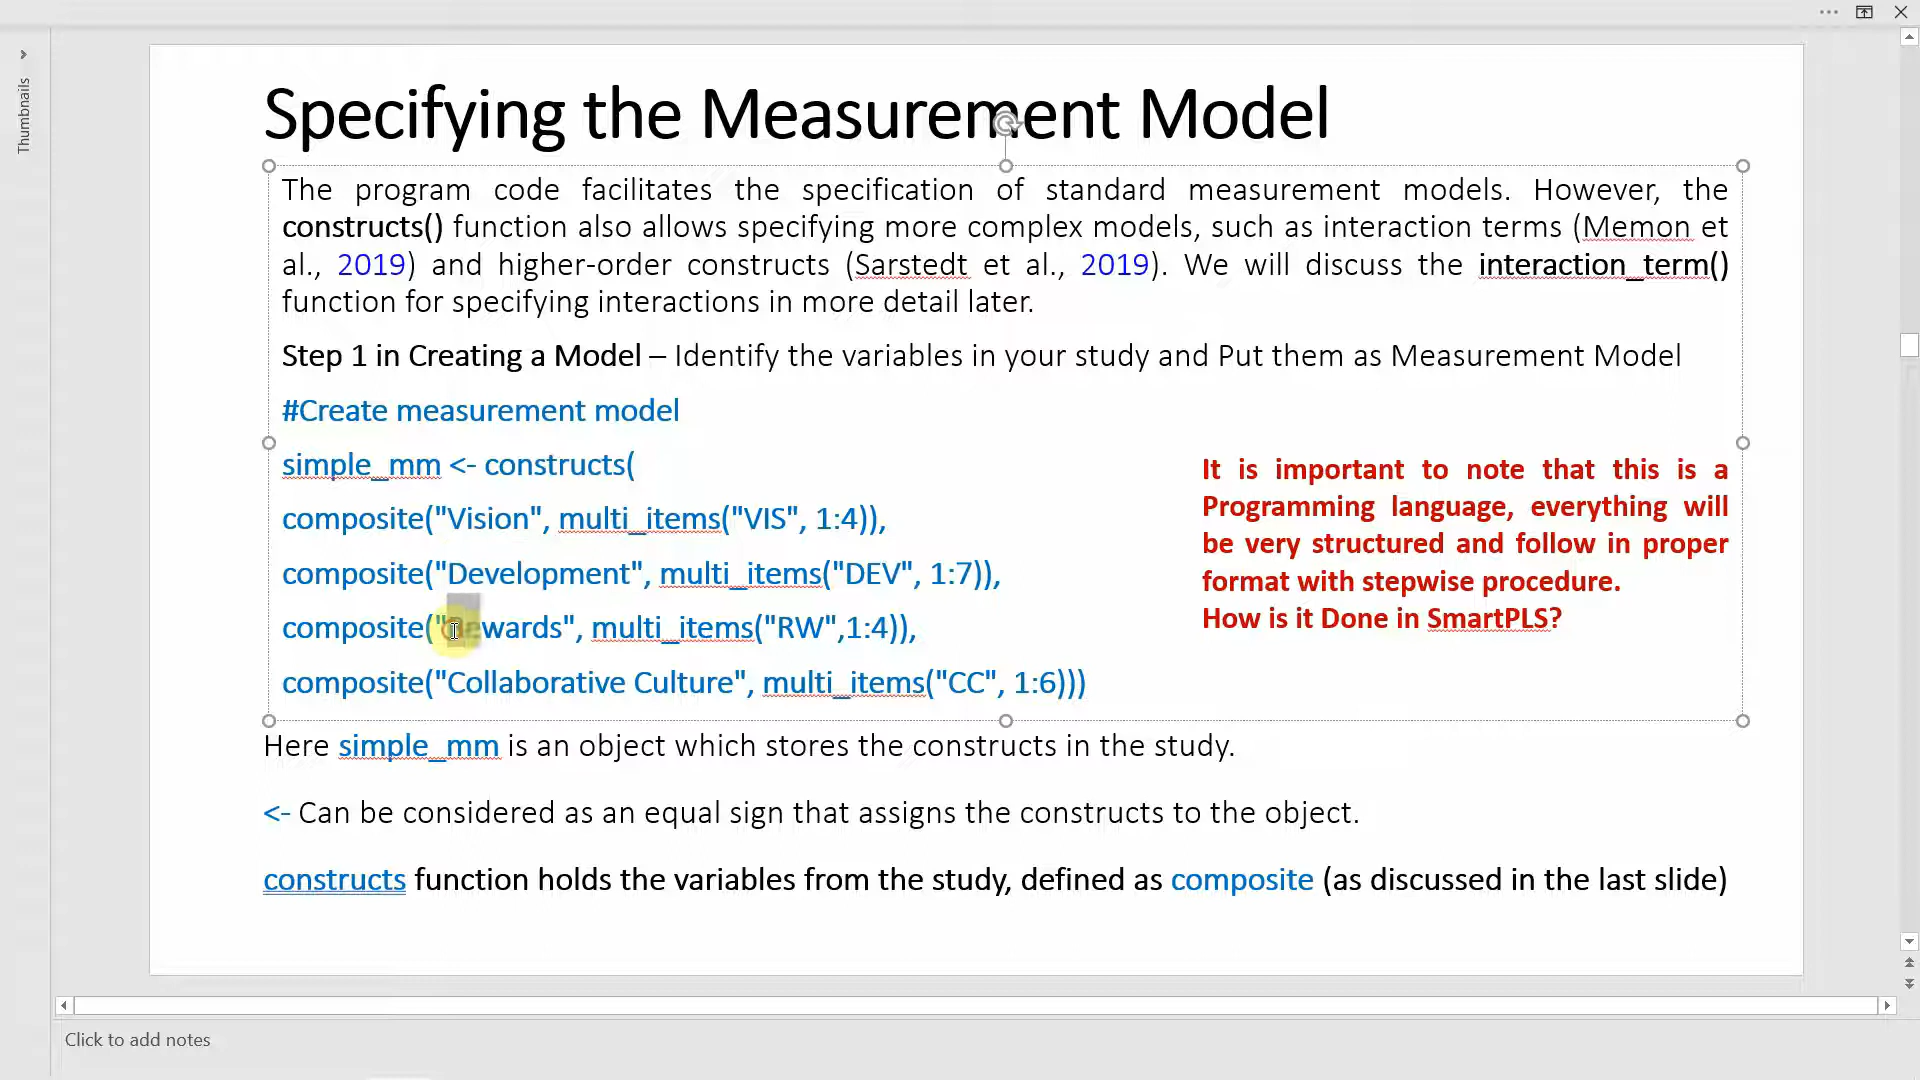 Thumbnails
Specifying the Measurement Model
The program code facilitates the specification of standard measurement models. However, the
constructs() function also allows specifying more complex models, such as interaction terms (Memon et
al., 2019) and higher-order constructs (Sarstedt et al., 2019). We will discuss the interaction_term()
function for specifying interactions in more detail later.
Step 1 in Creating a Model – Identify the variables in your study and Put them as Measurement Model
#Create measurement model
simple_mm <- constructs(
composite("Vision", multi_items("VIS", 1:4)),
composite("Development", multi_items("DEV", 1:7)),
composite("Rewards", multi_items("RW",1:4)),
composite("Collaborative Culture", multi_items("CC", 1:6)))
It is important to note that this is a
Programming language, everything will
be very structured and follow in proper
format with stepwise procedure.
How is it Done in SmartPLS?
Here simple_mm is an object which stores the constructs in the study.
<- Can be considered as an equal sign that assigns the constructs to the object.
constructs function holds the variables from the study, defined as composite (as discussed in the last slide)
Click to add notes